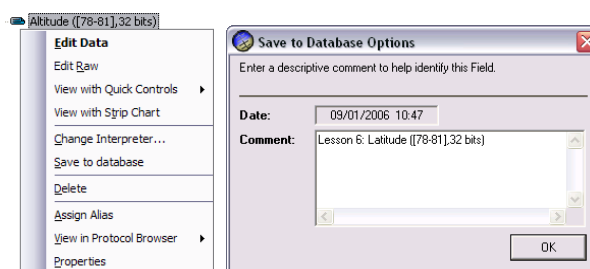 Altitude ([78-81],32 bits)
Edit Data
Edit Raw
View with Quick Controls
View with Strip Chart
Change Interpreter...
Save to database
Delete
Assign Alias
View in Protocol Browser
Properties
Save to Database Options
Enter a descriptive comment to help identify this Field.
Date: 09/01/2006 10:47
Comment: Lesson 6: Latitude ([78-81],32 bits)
OK